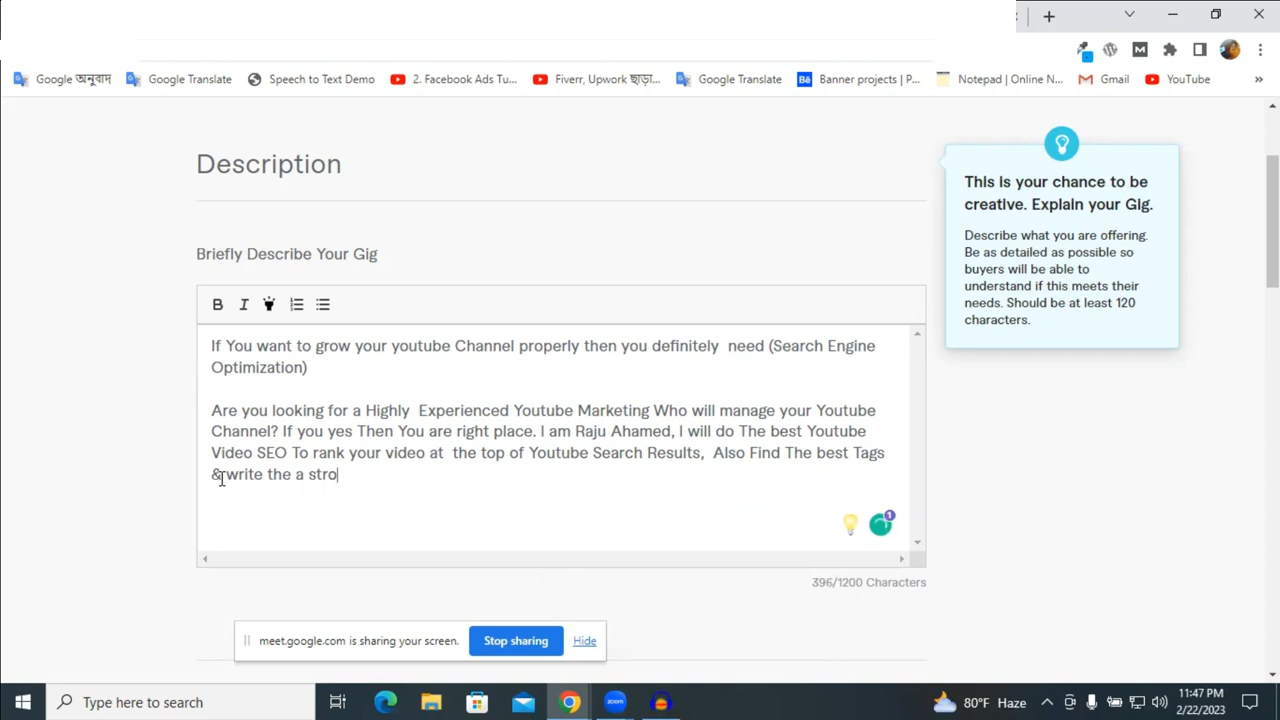 Google অনুবাদ
Google Translate
Speech to Text Demo
2. Facebook Ads Tu...
Fiverr, Upwork ছাড়া...
Google Translate
Bē
Banner projects | P...
Notepad | Online N...
Gmail
YouTube
»
Description
Briefly Describe Your Gig
B I
If You want to grow your youtube Channel properly then you definitely  need (Search Engine
Optimization)
Are you looking for a Highly  Experienced Youtube Marketing Who will manage your Youtube
Channel? If you yes Then You are right place. I am Raju Ahamed, I will do The best Youtube
Video SEO To rank your video at  the top of Youtube Search Results,  Also Find The best Tags
& write the a stro
1
396/1200 Characters
This is your chance to be
creative. Explain your Gig.
Describe what you are offering.
Be as detailed as possible so
buyers will be able to
understand if this meets their
needs. Should be at least 120
characters.
meet.google.com is sharing your screen.
Stop sharing
Hide
Type here to search
zoom
80°F Haze
11:47 PM
2/22/2023